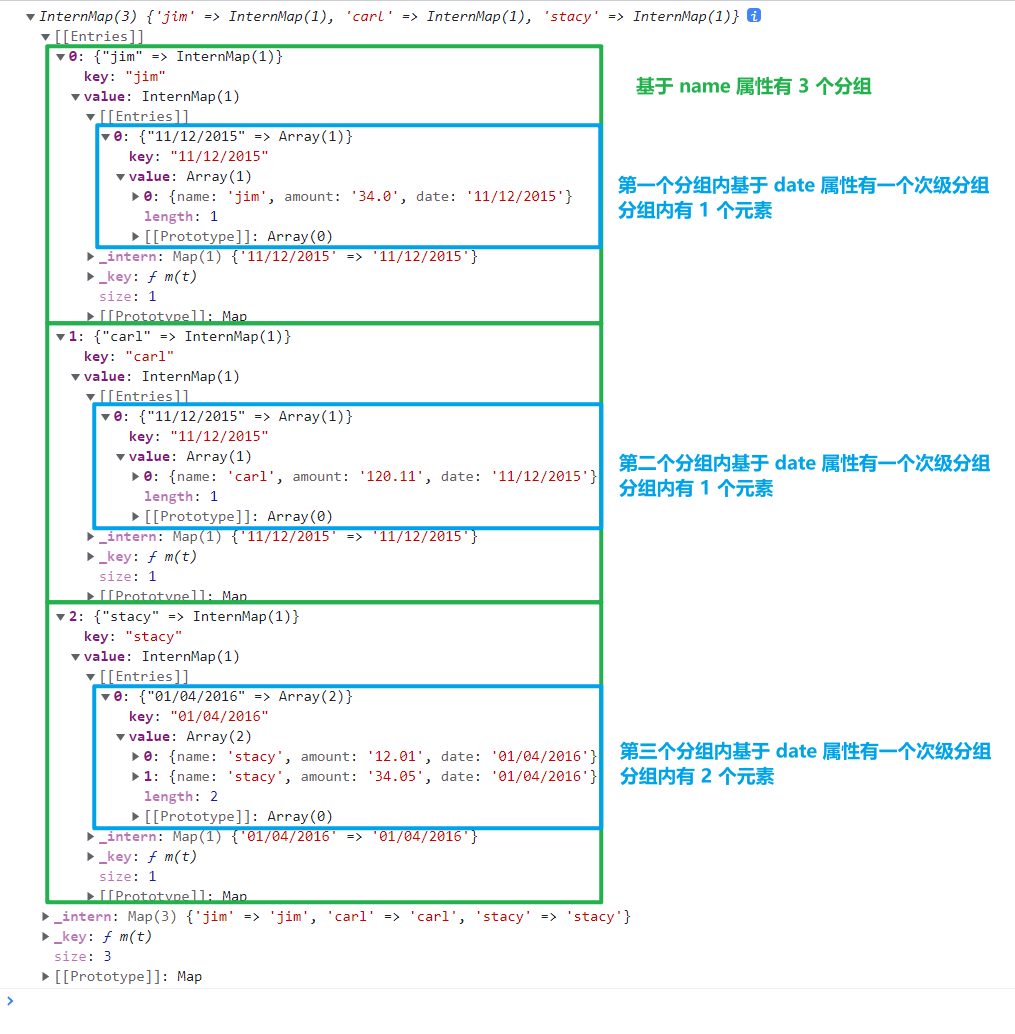 ▼InternMap(3) {'jim' => InternMap(1), 'carl' => InternMap(1), 'stacy' => InternMap(1)} i
▼[[Entries]]
▼0: {"jim" => InternMap(1)}
key: "jim"
基于 name 属性有 3 个分组
▼value: InternMap(1)
▼[[Entries]]
▼0: {"11/12/2015" => Array(1)}
key: "11/12/2015"
▼value: Array(1)
第一个分组内基于 date 属性有一个次级分组
▶0: {name: 'jim', amount: '34.0', date: '11/12/2015'}
分组内有 1 个元素
length: 1
▶[[Prototype]]: Array(0)
▶_intern: Map(1) {'11/12/2015' => '11/12/2015'}
▶_key: ƒ m(t)
size: 1
▶[[Prototype]]: Map
▼1: {"carl" => InternMap(1)}
key: "carl"
▼value: InternMap(1)
▼[[Entries]]
▼0: {"11/12/2015" => Array(1)}
key: "11/12/2015"
▼value: Array(1)
第二个分组内基于 date 属性有一个次级分组
▶0: {name: 'carl', amount: '120.11', date: '11/12/2015'}
分组内有 1 个元素
length: 1
▶[[Prototype]]: Array(0)
▶_intern: Map(1) {'11/12/2015' => '11/12/2015'}
▶_key: ƒ m(t)
size: 1
▶[[Prototype]]: Map
▼2: {"stacy" => InternMap(1)}
key: "stacy"
▼value: InternMap(1)
▼[[Entries]]
▼0: {"01/04/2016" => Array(2)}
key: "01/04/2016"
▼value: Array(2)
第三个分组内基于 date 属性有一个次级分组
▶0: {name: 'stacy', amount: '12.01', date: '01/04/2016'}
▶1: {name: 'stacy', amount: '34.05', date: '01/04/2016'}
分组内有 2 个元素
length: 2
▶[[Prototype]]: Array(0)
▶_intern: Map(1) {'01/04/2016' => '01/04/2016'}
▶_key: ƒ m(t)
size: 1
▶[[Prototype]]: Map
▶_intern: Map(3) {'jim' => 'jim', 'carl' => 'carl', 'stacy' => 'stacy'}
▶_key: ƒ m(t)
size: 3
▶[[Prototype]]: Map
>